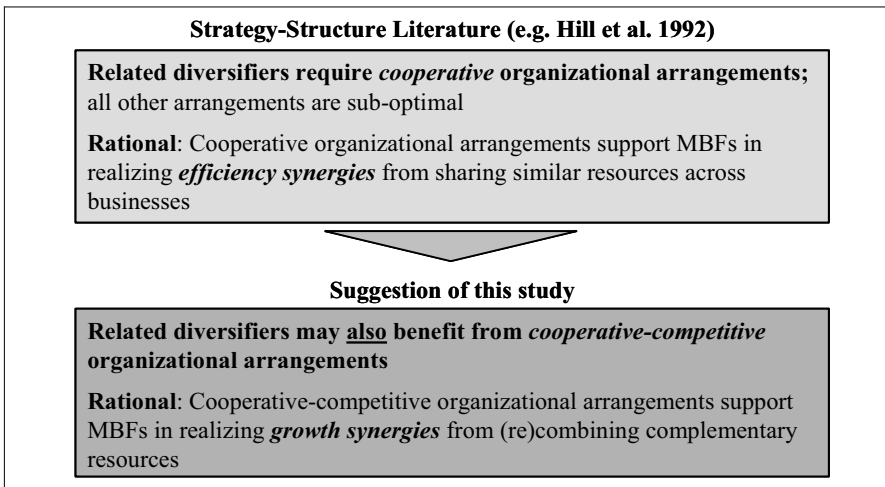 Strategy-Structure Literature (e.g. Hill et al. 1992)
Related diversifiers require cooperative organizational arrangements;
all other arrangements are sub-optimal
Rational: Cooperative organizational arrangements support MBFs in
realizing efficiency synergies from sharing similar resources across
businesses
Suggestion of this study
Related diversifiers may also benefit from cooperative-competitive
organizational arrangements
Rational: Cooperative-competitive organizational arrangements support
MBFs in realizing growth synergies from (re)combining complementary
resources